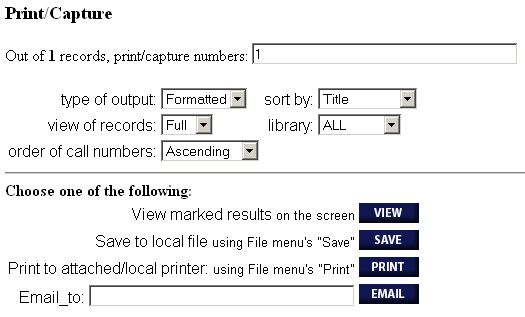 Print/Capture
Out of 1 records, print/capture numbers: 1
type of output: Formatted sort by: Title
view of records: Full library: ALL
order of call numbers: Ascending
Choose one of the following:
View marked results on the screen VIEW
Save to local file using File menu's "Save" SAVE
Print to attached/local printer: using File menu's "Print" PRINT
Email_to: EMAIL